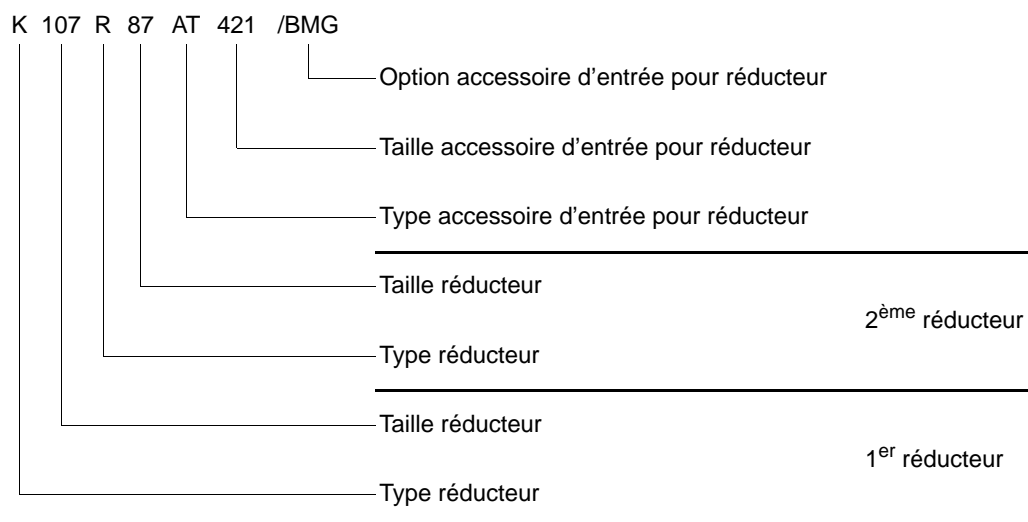 K 107 R 87 AT 421 /BMG
Option accessoire d'entrée pour réducteur
Taille accessoire d'entrée pour réducteur
Type accessoire d'entrée pour réducteur
Taille réducteur
2ème réducteur
Type réducteur
Taille réducteur
1er réducteur
Type réducteur